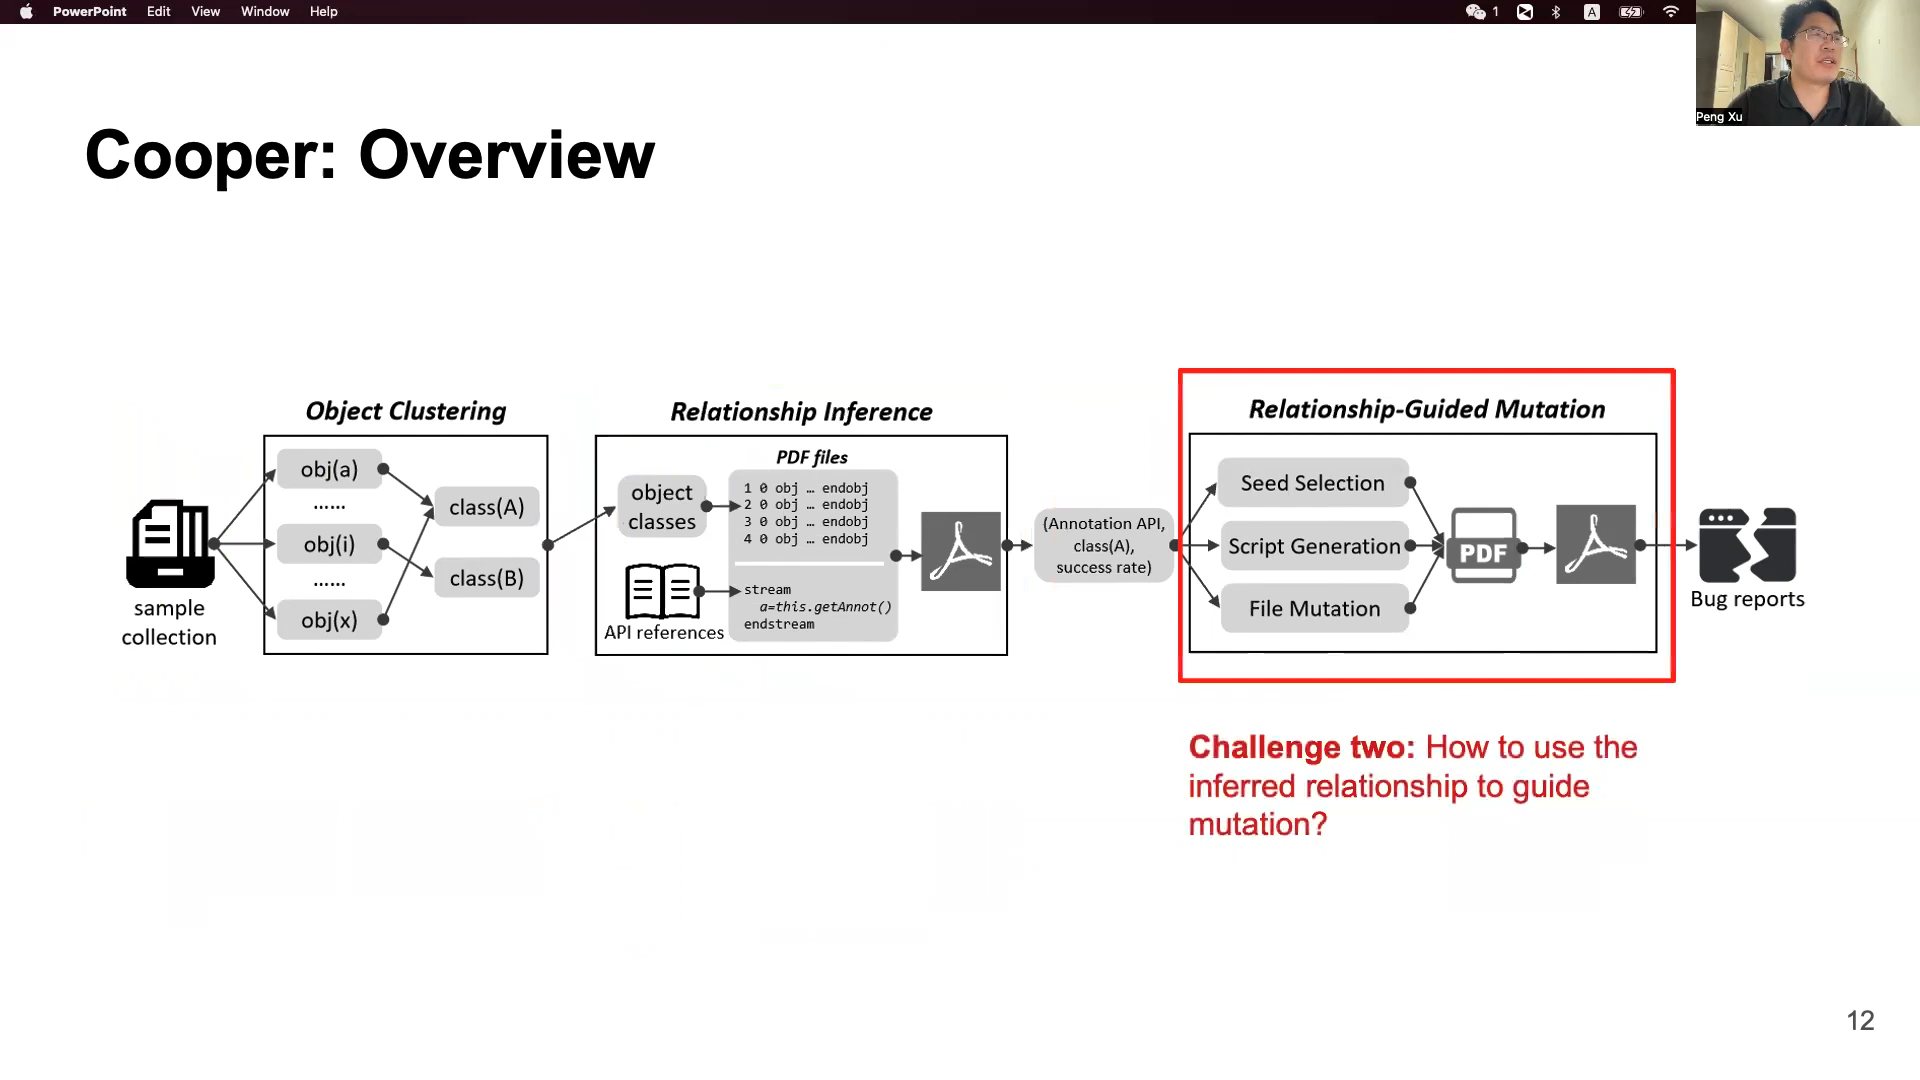 PowerPoint Edit View Window Help
1
A
Peng Xu
Cooper: Overview
Object Clustering
obj(a)
......
obj(i)
......
obj(x)
class(A)
class(B)
sample
collection
Relationship Inference
PDF files
object
classes
1 0 obj … endobj
2 0 obj … endobj
3 0 obj … endobj
4 0 obj … endobj
stream
a=this.getAnnot()
endstream
API references
(Annotation API,
class(A),
success rate)
Relationship-Guided Mutation
Seed Selection
Script Generation
File Mutation
PDF
Bug reports
Challenge two: How to use the
inferred relationship to guide
mutation?
12